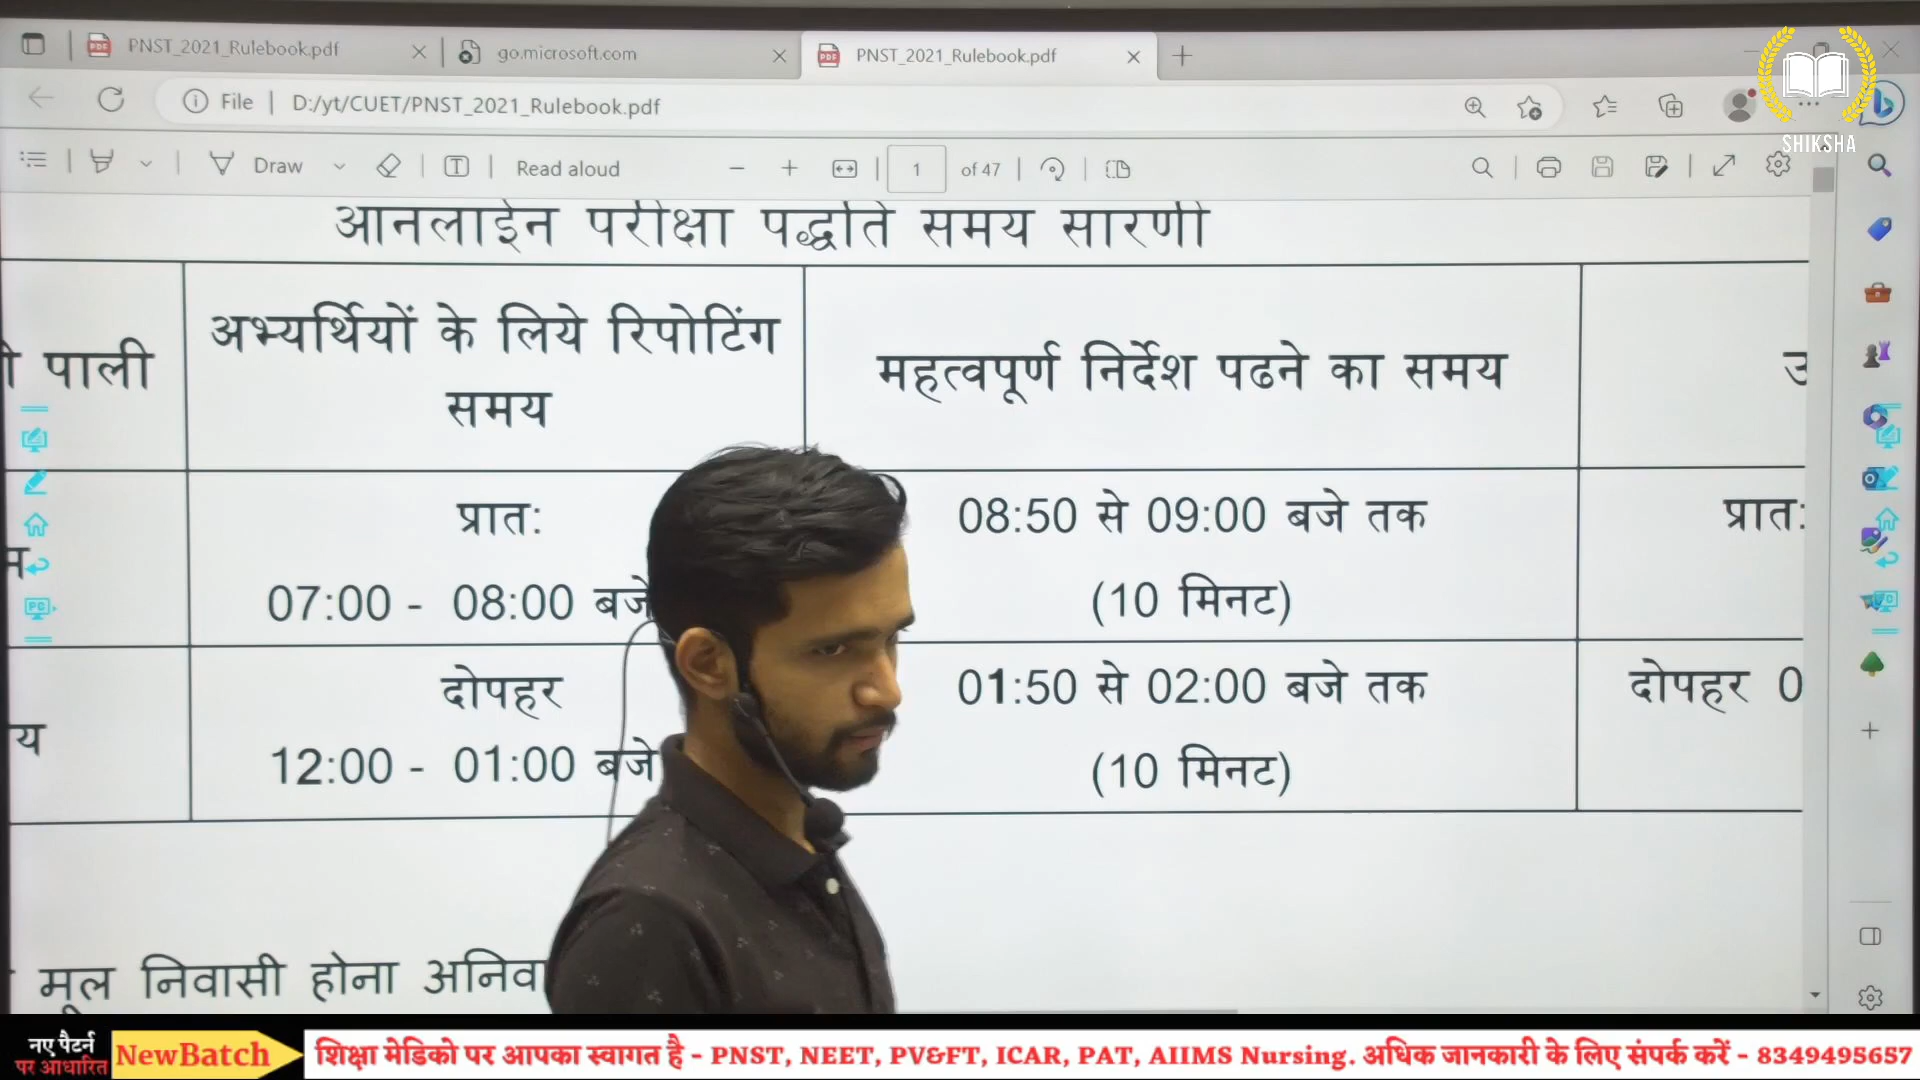 PNST_2021_Rulebook.pdf
go.microsoft.com
PNST_2021_Rulebook.pdf
File
D:/yt/CUET/PNST_2021_Rulebook.pdf
SHIKSHA
Draw
Read aloud
1
of 47
आनलाईन परीक्षा पद्धति समय सारणी
पाली
अभ्यर्थियों के लिये रिपोटिंग
समय
महत्वपूर्ण निर्देश पढने का समय
प्रातः
07:00 - 08:00 बजे
08:50 से 09:00 बजे तक
(10 मिनट)
प्रातः
दोपहर
12:00 - 01:00 बजे
01:50 से 02:00 बजे तक
(10 मिनट)
दोपहर 0
मूल निवासी होना
नए पैटर्न
पर आधारित
NewBatch
शिक्षा मेडिको पर आपका स्वागत है - PNST, NEET, PV&FT, ICAR, PAT, AIIMS Nursing. अधिक जानकारी के लिए संपर्क करें - 8349495657